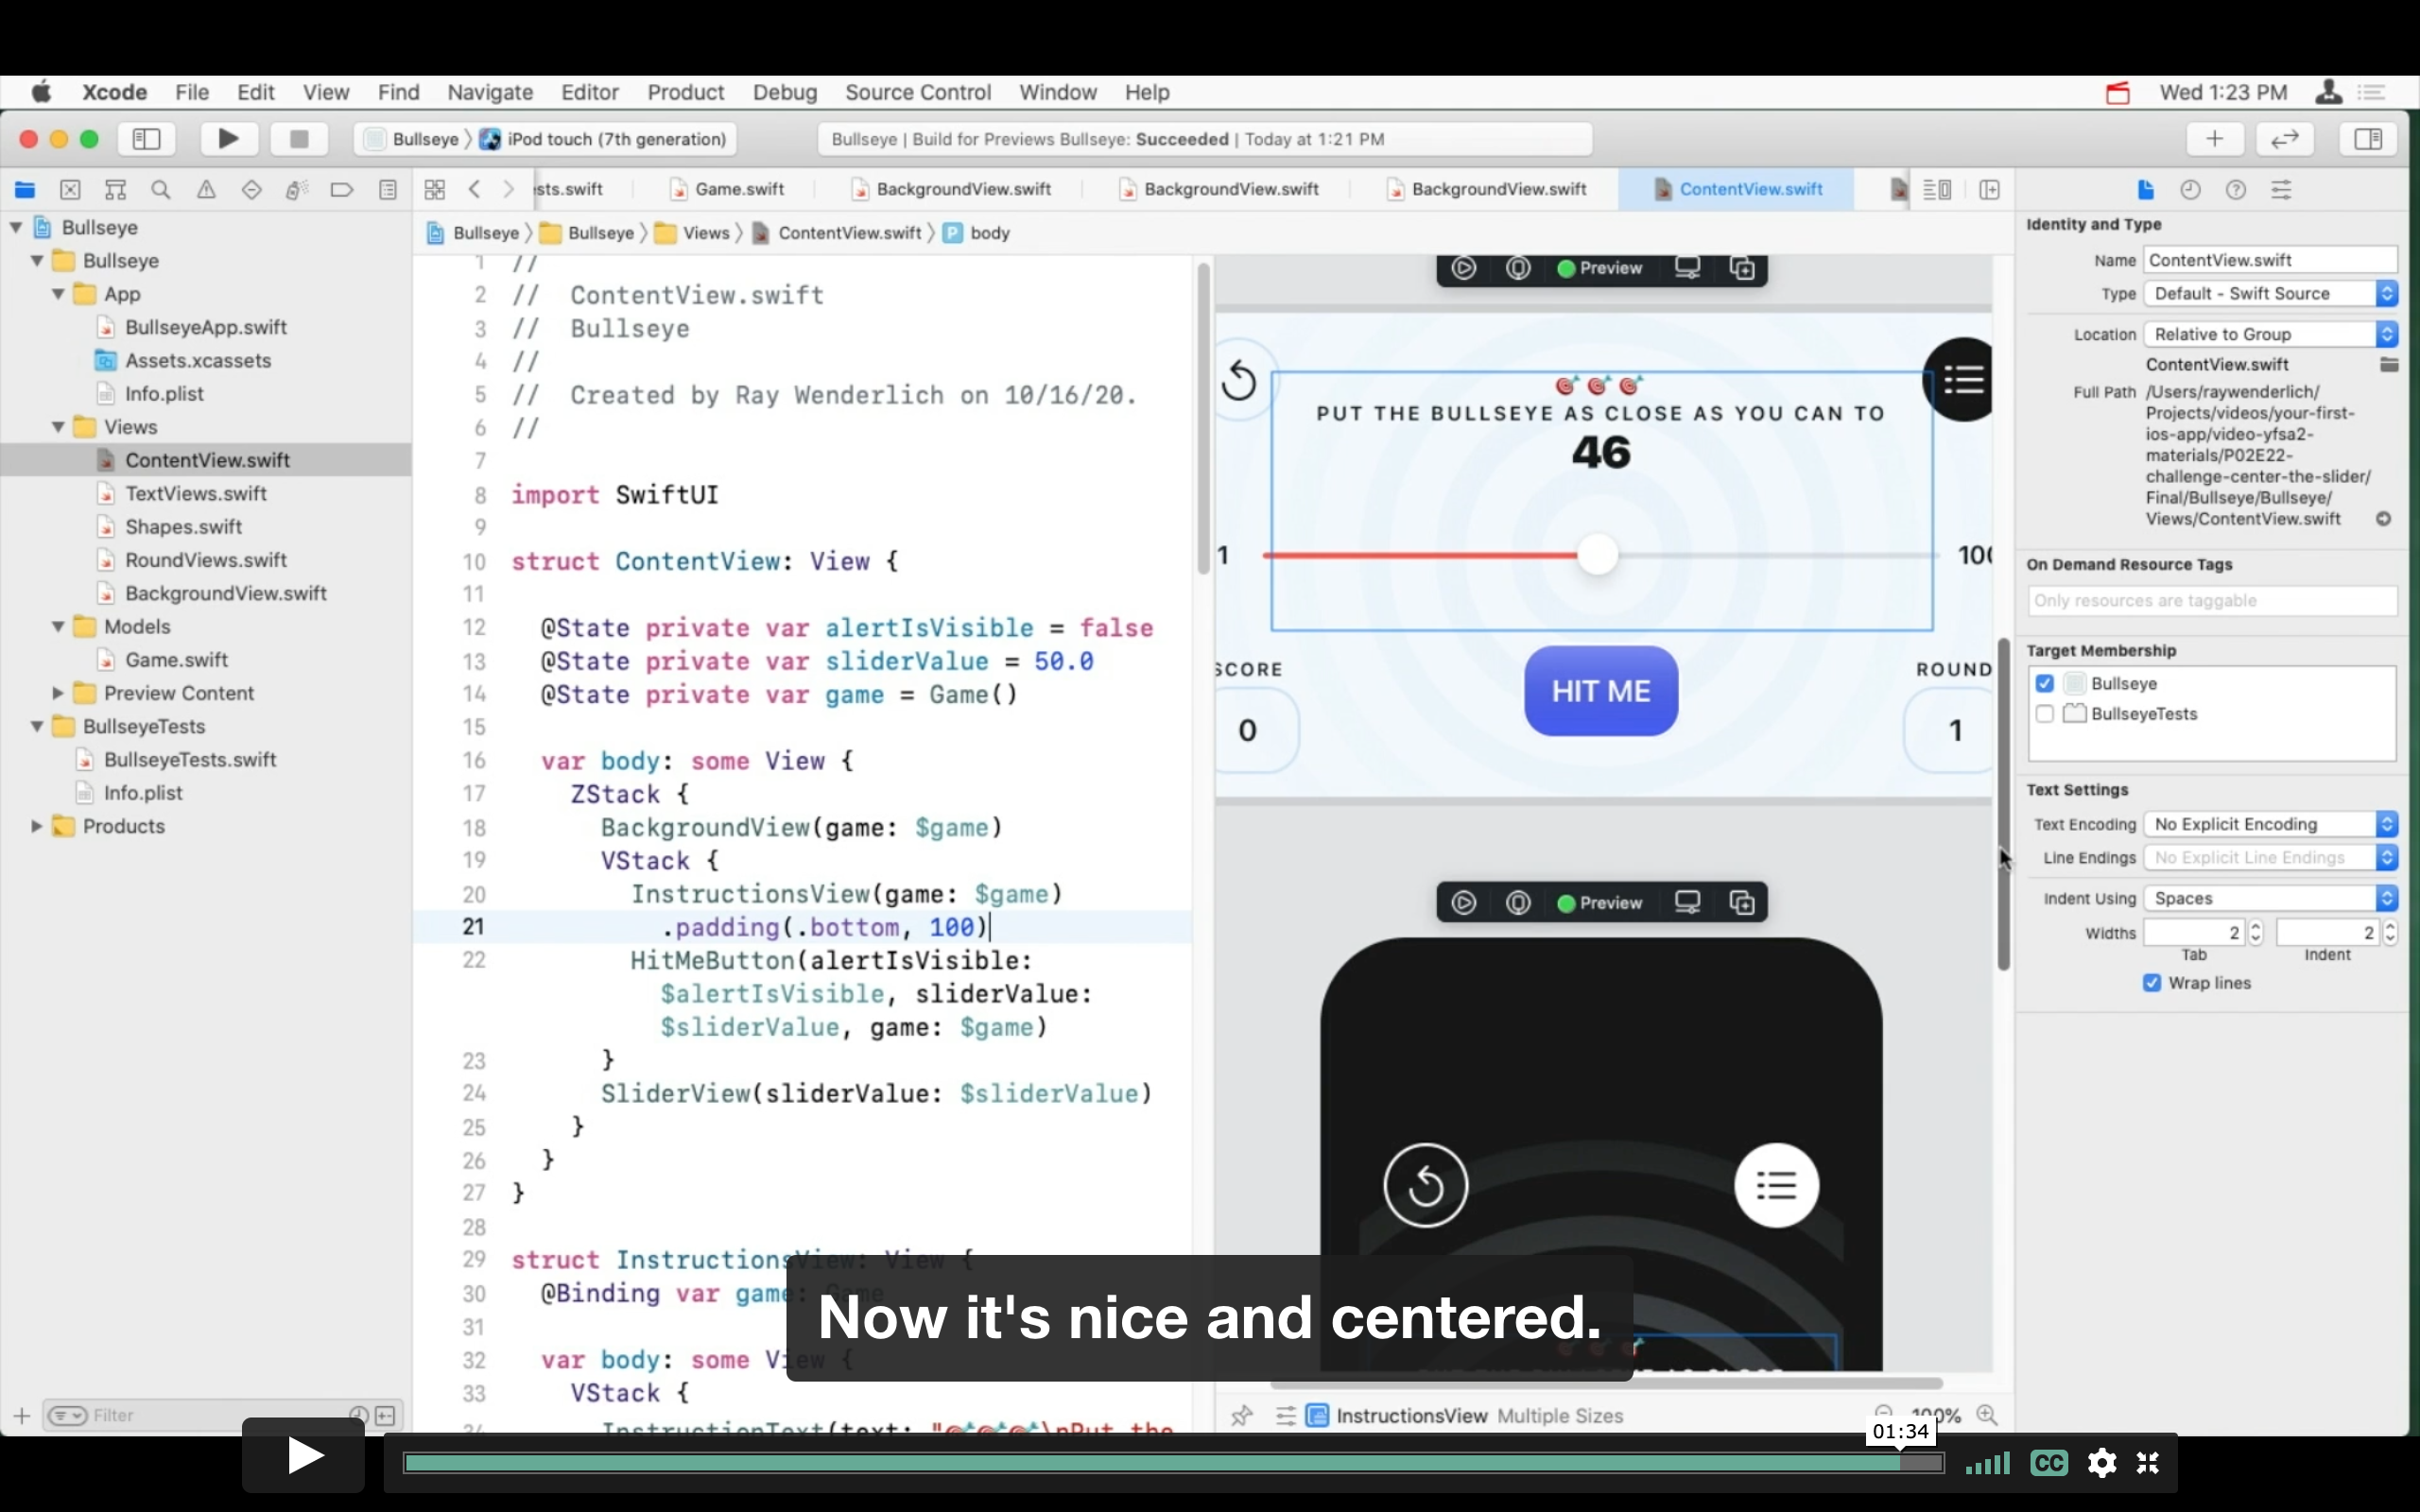 Xcode File Edit View Find Navigate Editor Product Debug Source Control Window Help Wed 1:23 PM
Bullseye iPod touch (7th generation) Bullseye | Build for Previews Bullseye: Succeeded | Today at 1:21 PM
sts.swift Game.swift BackgroundView.swift BackgroundView.swift BackgroundView.swift ContentView.swift
Bullseye Bullseye Views ContentView.swift P body
Bullseye
Bullseye
App
BullseyeApp.swift
Assets.xcassets
Info.plist
Views
ContentView.swift
TextViews.swift
Shapes.swift
RoundViews.swift
BackgroundView.swift
Models
Game.swift
Preview Content
BullseyeTests
BullseyeTests.swift
Info.plist
Products
Filter
1 //
2 // ContentView.swift
3 // Bullseye
4 //
5 // Created by Ray Wenderlich on 10/16/20.
6 //
7
8 import SwiftUI
9
10 struct ContentView: View {
11
12 @State private var alertIsVisible = false
13 @State private var sliderValue = 50.0
14 @State private var game = Game()
15
16 var body: some View {
17 ZStack {
18 BackgroundView(game: $game)
19 VStack {
20 InstructionsView(game: $game)
21 .padding(.bottom, 100)
22 HitMeButton(alertIsVisible:
$alertIsVisible, sliderValue:
$sliderValue, game: $game)
23 }
24 SliderView(sliderValue: $sliderValue)
25 }
26 }
27 }
28
29 struct InstructionsView: View {
30 @Binding var game: Game
31
32 var body: some View {
33 VStack {
34 InstructionText(text: "🎯🎯🎯\nPut the
Preview
🎯🎯🎯
PUT THE BULLSEYE AS CLOSE AS YOU CAN TO
46
1 100
SCORE HIT ME ROUND
0 1
Preview
InstructionsView Multiple Sizes 100%
Identity and Type
Name ContentView.swift
Type Default - Swift Source
Location Relative to Group
ContentView.swift
Full Path /Users/raywenderlich/
Projects/videos/your-first-
ios-app/video-yfsa2-
materials/P02E22-
challenge-center-the-slider/
Final/Bullseye/Bullseye/
Views/ContentView.swift
On Demand Resource Tags
Only resources are taggable
Target Membership
Bullseye
BullseyeTests
Text Settings
Text Encoding No Explicit Encoding
Line Endings No Explicit Line Endings
Indent Using Spaces
Widths 2 2
Tab Indent
Wrap lines
Now it's nice and centered.
01:34
CC